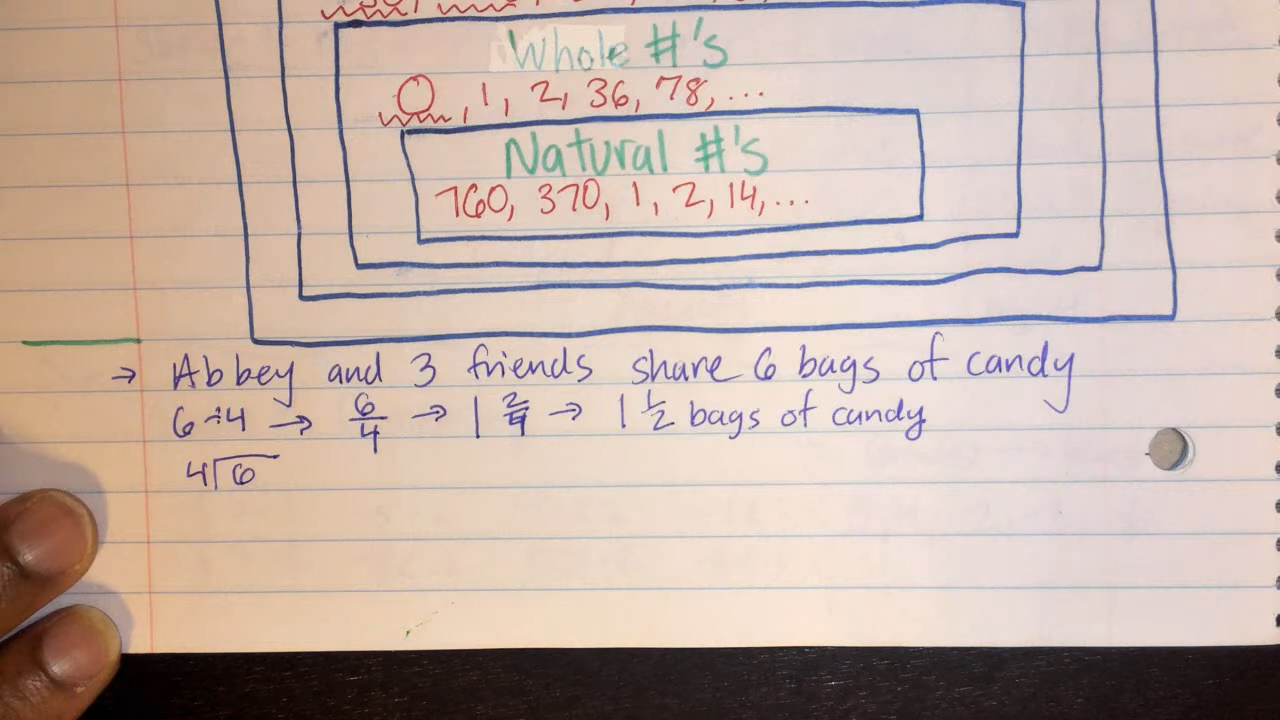 Whole #'s
0, 1, 2, 36, 78, ...
Natural #'s
760, 370, 1, 2, 14, ...
→ Abbey and 3 friends share 6 bags of candy
6÷4 → 6/4 → 1 2/4 → 1 1/2 bags of candy
4⟌6